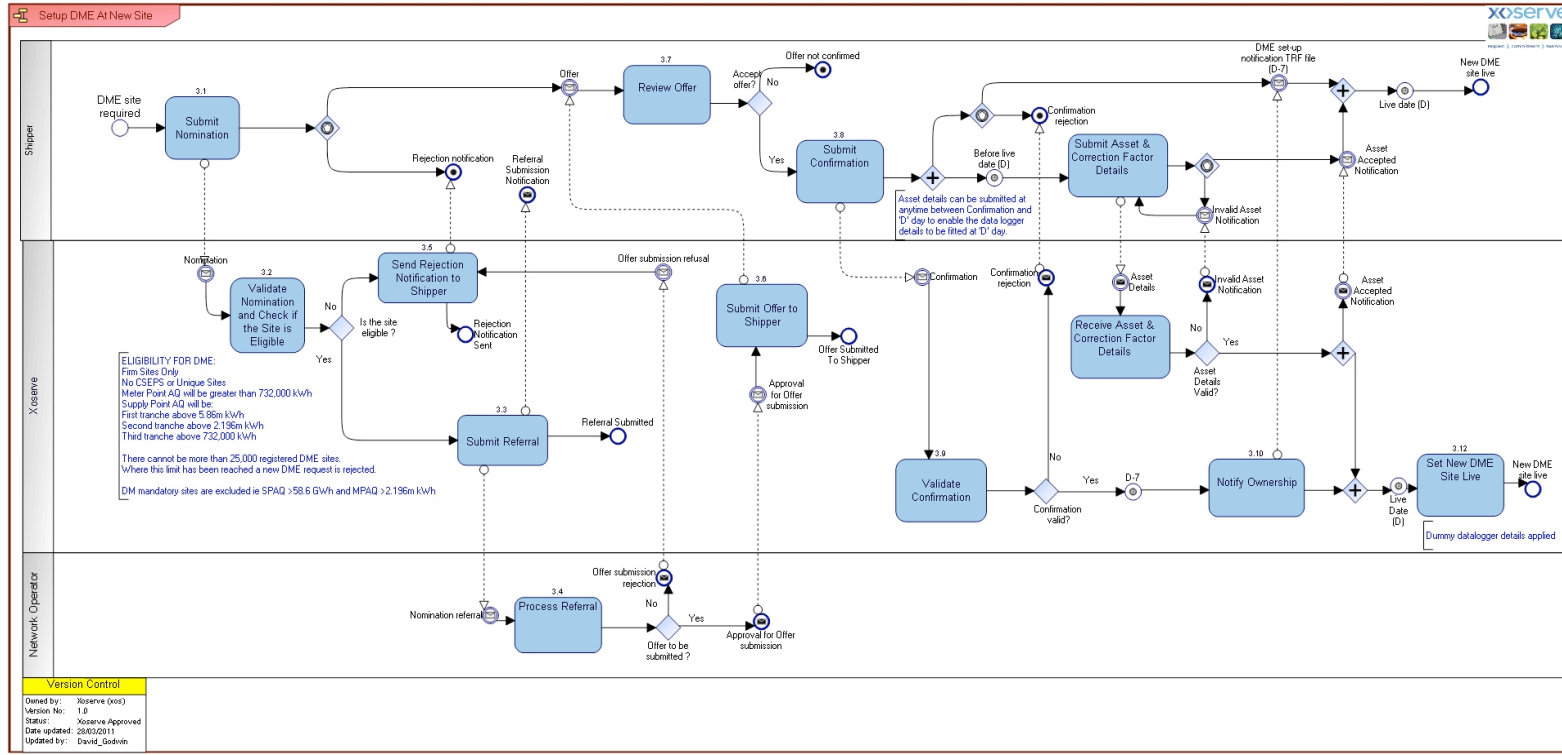 Setup DME At New Site
xoserve
Shipper
DME site
required
3.1
Submit
Nomination
Offer
3.7
Review Offer
Accept
offer?
No
Yes
Offer not confirmed
3.8
Submit
Confirmation
Rejection notification
Referral
Submission
Notification
Confirmation
rejection
Before live
date (D)
Asset details can be submitted at
anytime between Confirmation and
'D' day to enable the data logger
details to be fitted at 'D' day.
Submit Asset &
Correction Factor
Details
Invalid Asset
Notification
DME set-up
notification TRF file
(D-7)
Asset
Accepted
Notification
Live date (D)
New DME
site live
Xoserve
Nomination
3.2
Validate
Nomination
and Check if
the Site is
Eligible
No
Is the site
eligible ?
Yes
3.5
Send Rejection
Notification to
Shipper
Rejection
Notification
Sent
Offer submission refusal
3.6
Submit Offer to
Shipper
Offer Submitted
To Shipper
Approval
for Offer
submission
ELIGIBILITY FOR DME:
Firm Sites Only
No CSEPS or Unique Sites
Meter Point AQ will be greater than 732,000 kWh
Supply Point AQ will be:
First tranche above 5.86m kWh
Second tranche above 2.196m kWh
Third tranche above 732,000 kWh
There cannot be more than 25,000 registered DME sites.
Where this limit has been reached a new DME request is rejected.
DM mandatory sites are excluded ie SPAQ >58.6 GWh and MPAQ >2.196m kWh
3.3
Submit Referral
Referral Submitted
Confirmation
Confirmation
rejection
3.9
Validate
Confirmation
No
Confirmation
valid?
Yes
D-7
Asset
Details
Receive Asset &
Correction Factor
Details
Invalid Asset
Notification
No
Yes
Asset
Details
Valid?
Asset
Accepted
Notification
3.10
Notify Ownership
Live
Date
(D)
3.12
Set New DME
Site Live
New DME
site live
Dummy datalogger details applied
Network Operator
Nomination referral
3.4
Process Referral
Offer submission
rejection
No
Yes
Offer to be
submitted ?
Approval for Offer
submission
Version Control
Owned by: Xoserve (xos)
Version No: 1.0
Status: Xoserve Approved
Date updated: 28/03/2011
Updated by: David_Godwin